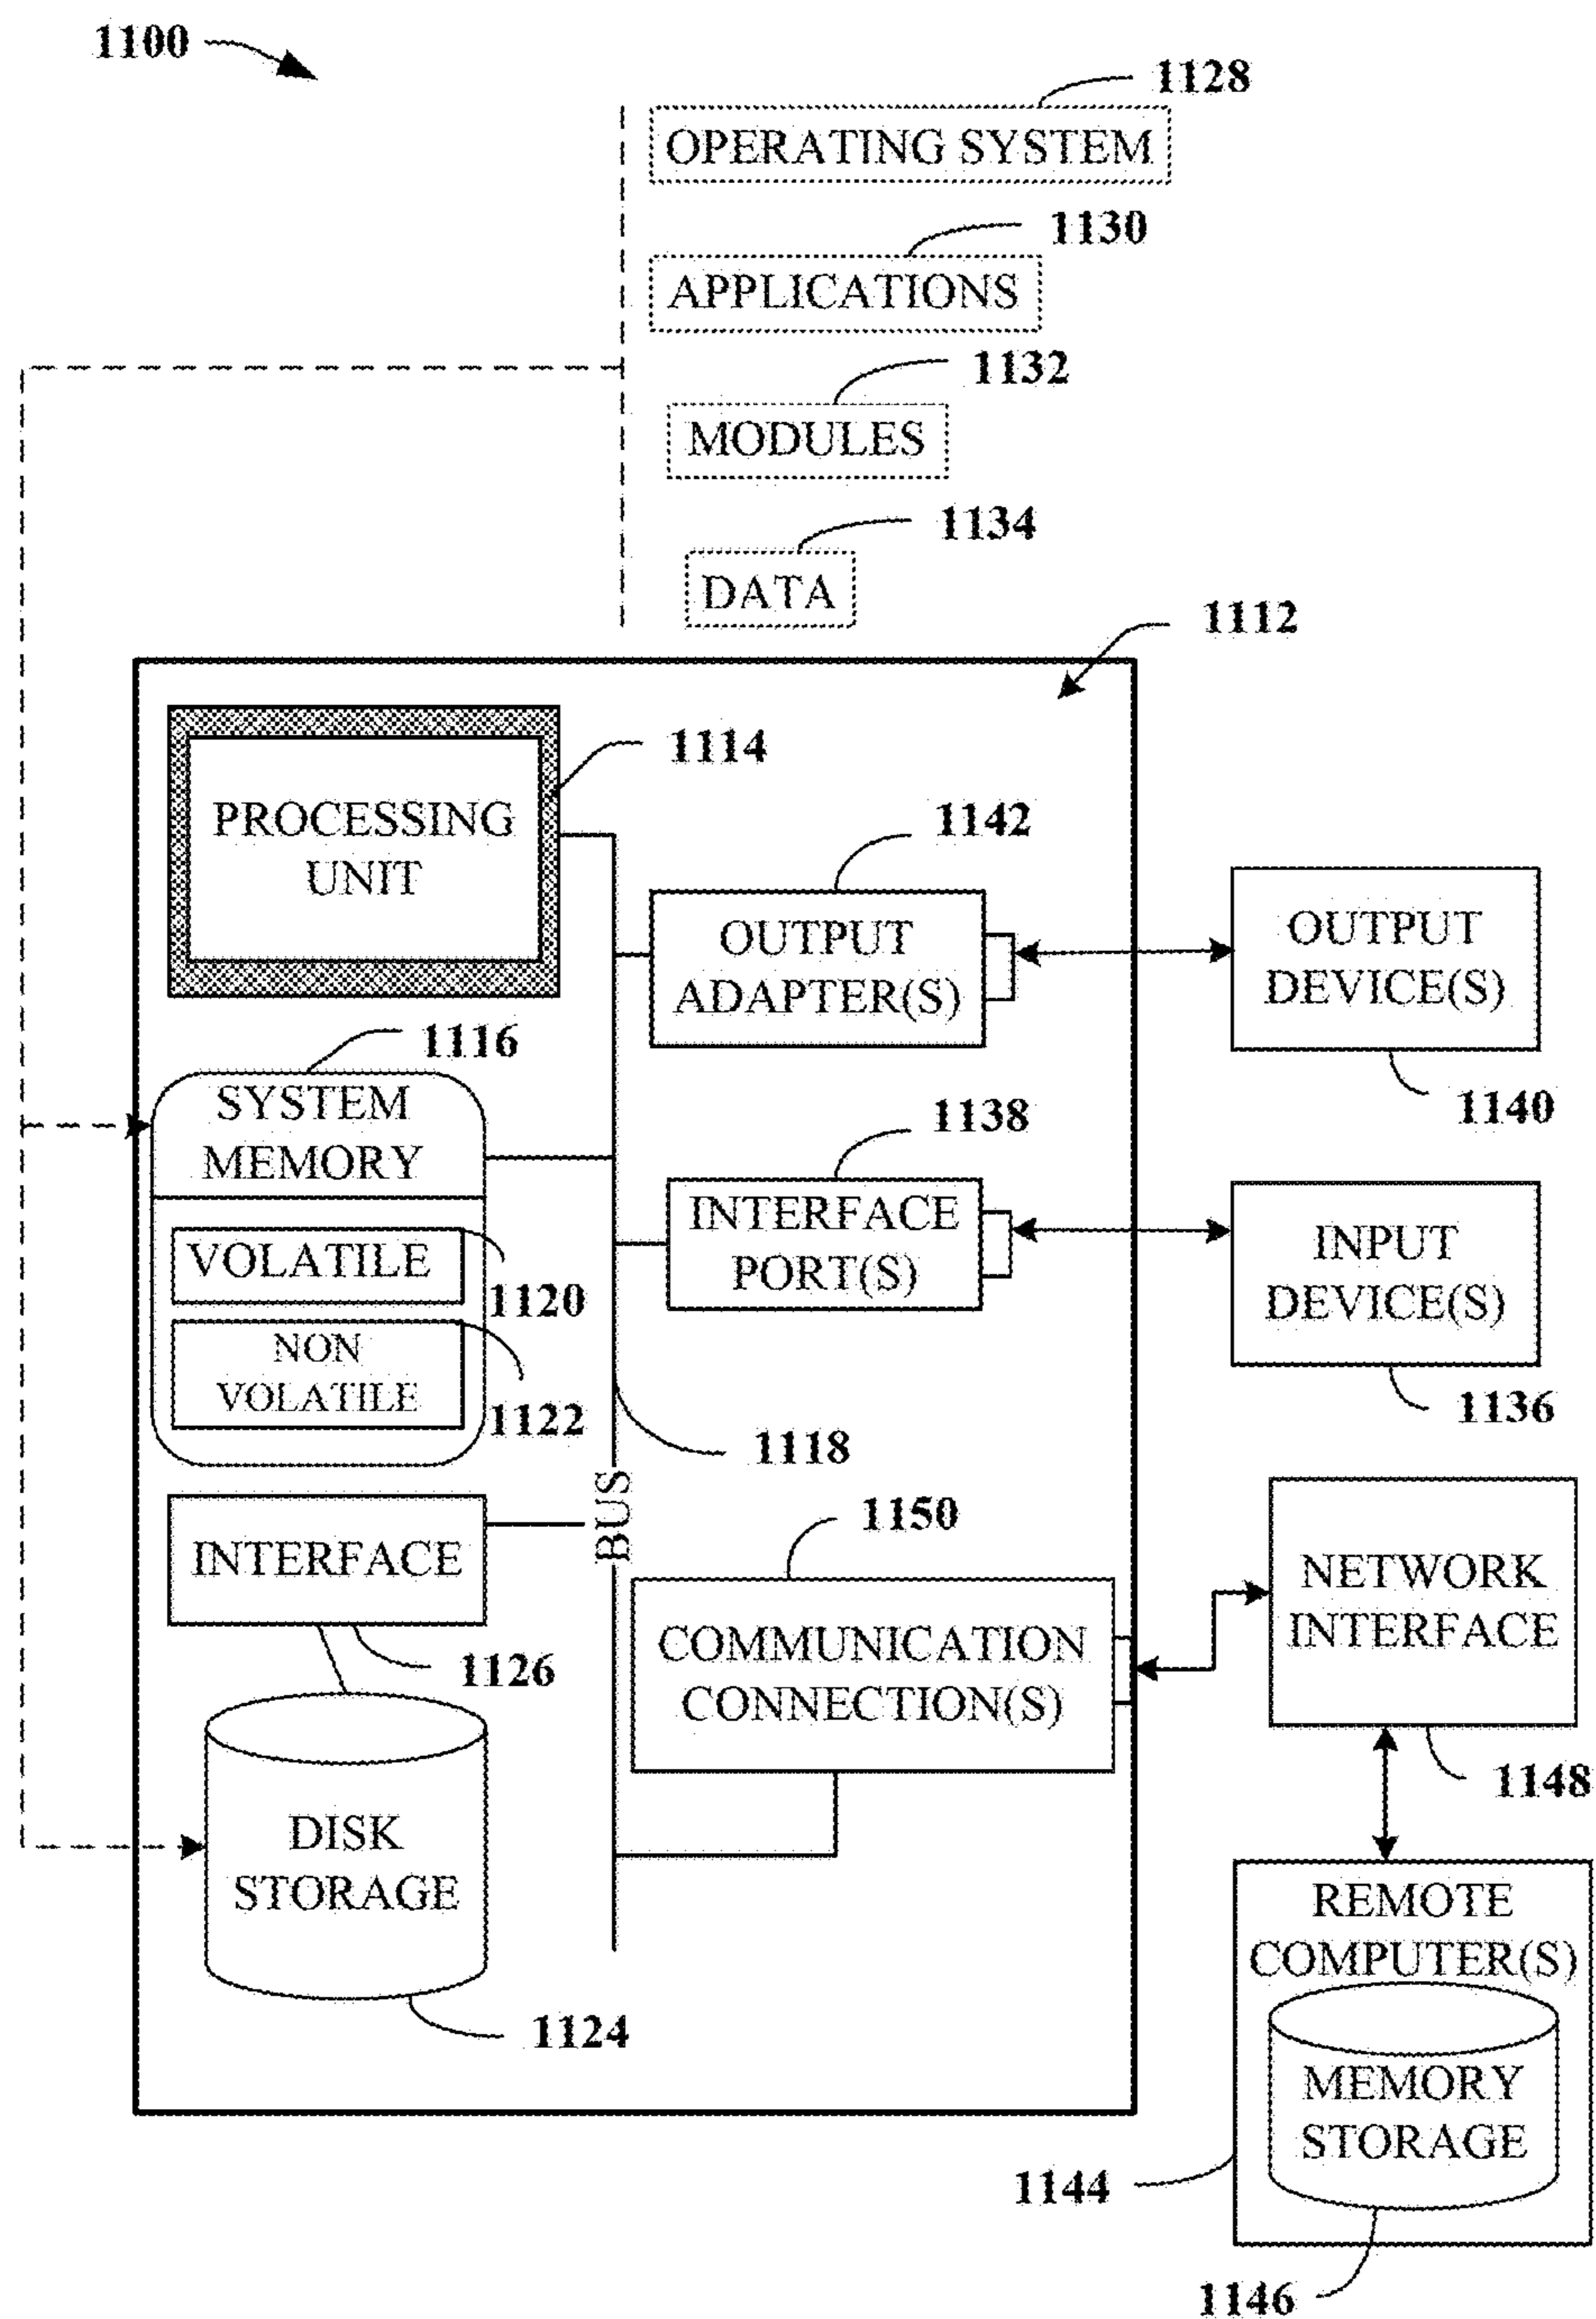 1100
1128
OPERATING SYSTEM
1130
APPLICATIONS
1132
MODULES
1134
DATA
1112
PROCESSING
UNIT
1114
1142
OUTPUT
ADAPTER(S)
OUTPUT
DEVICE(S)
1140
1116
SYSTEM
MEMORY
VOLATILE
1120
NON
VOLATILE
1122
1138
INTERFACE
PORT(S)
INPUT
DEVICE(S)
1136
1118
BUS
INTERFACE
1126
1150
COMMUNICATION
CONNECTION(S)
NETWORK
INTERFACE
1148
DISK
STORAGE
1124
REMOTE
COMPUTER(S)
MEMORY
STORAGE
1144
1146